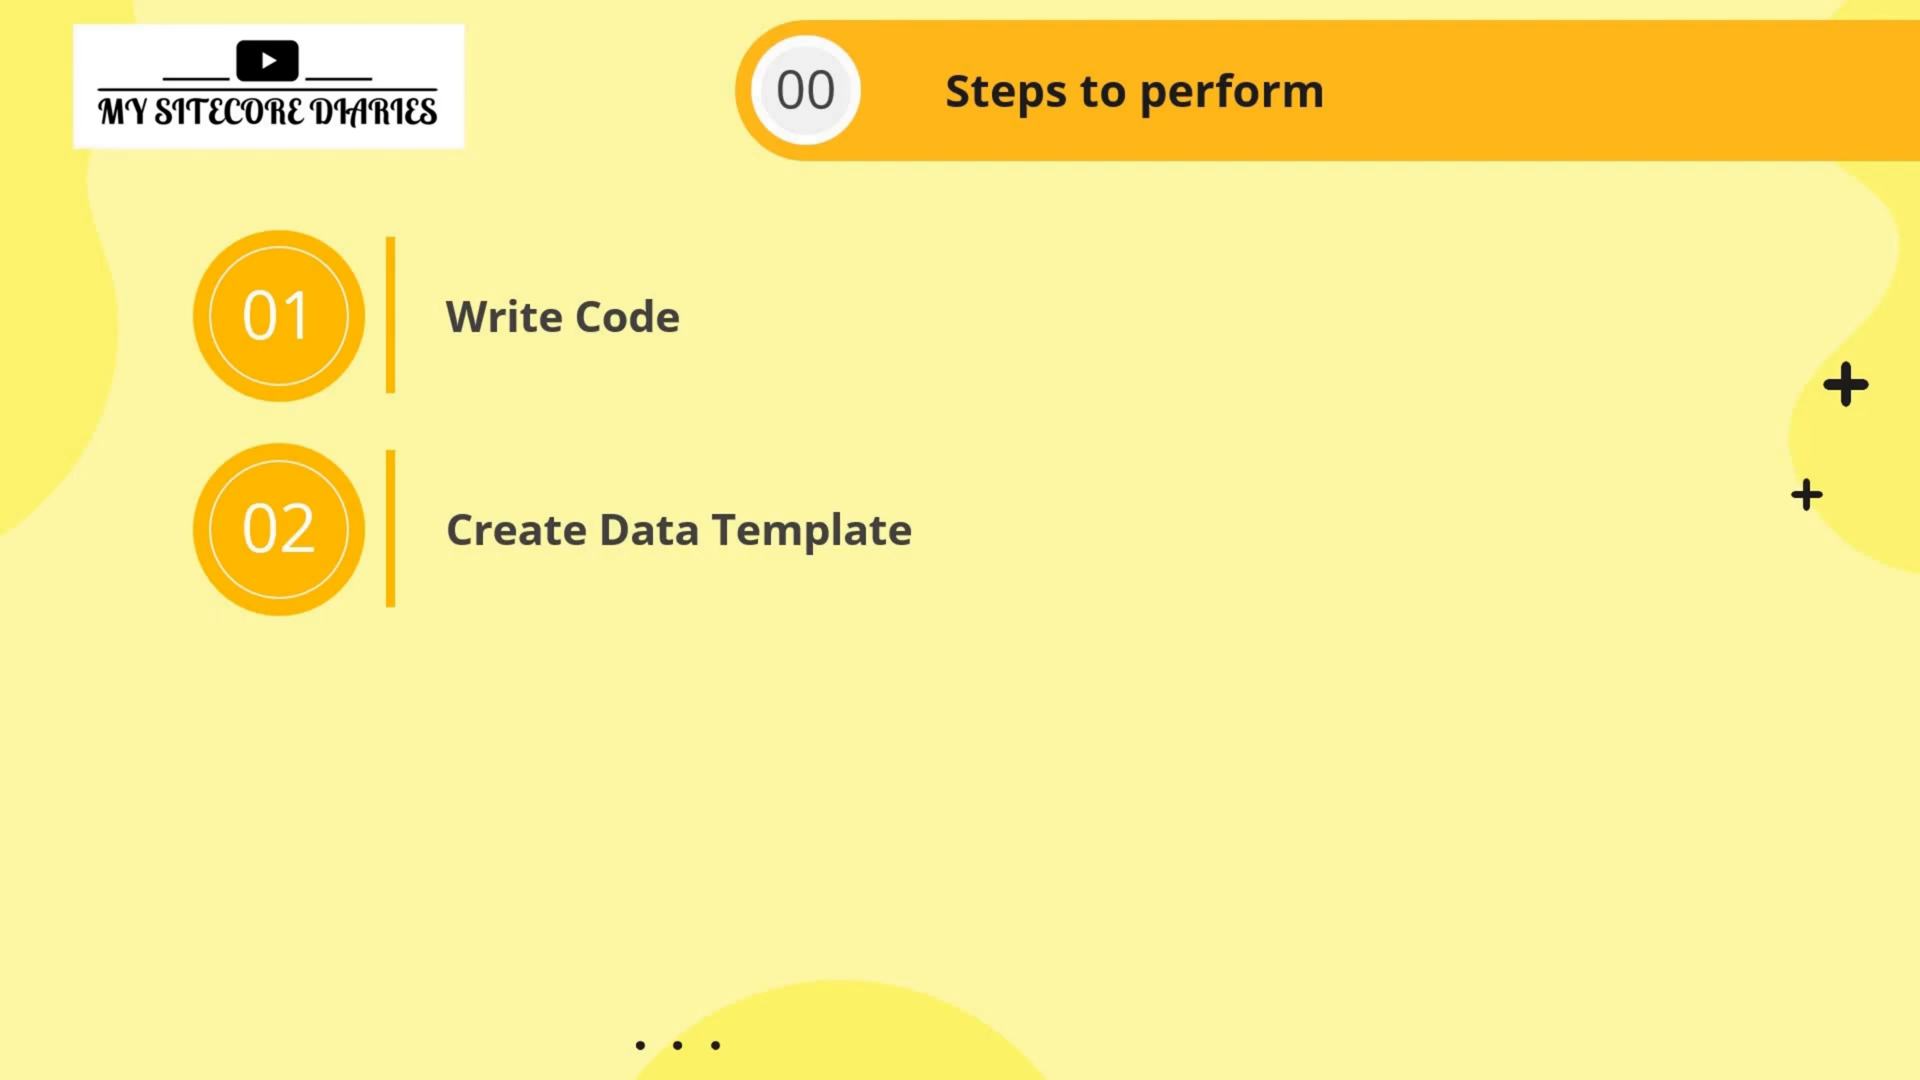 MY SITECORE DIARIES
00
Steps to perform
01
Write Code
02
Create Data Template